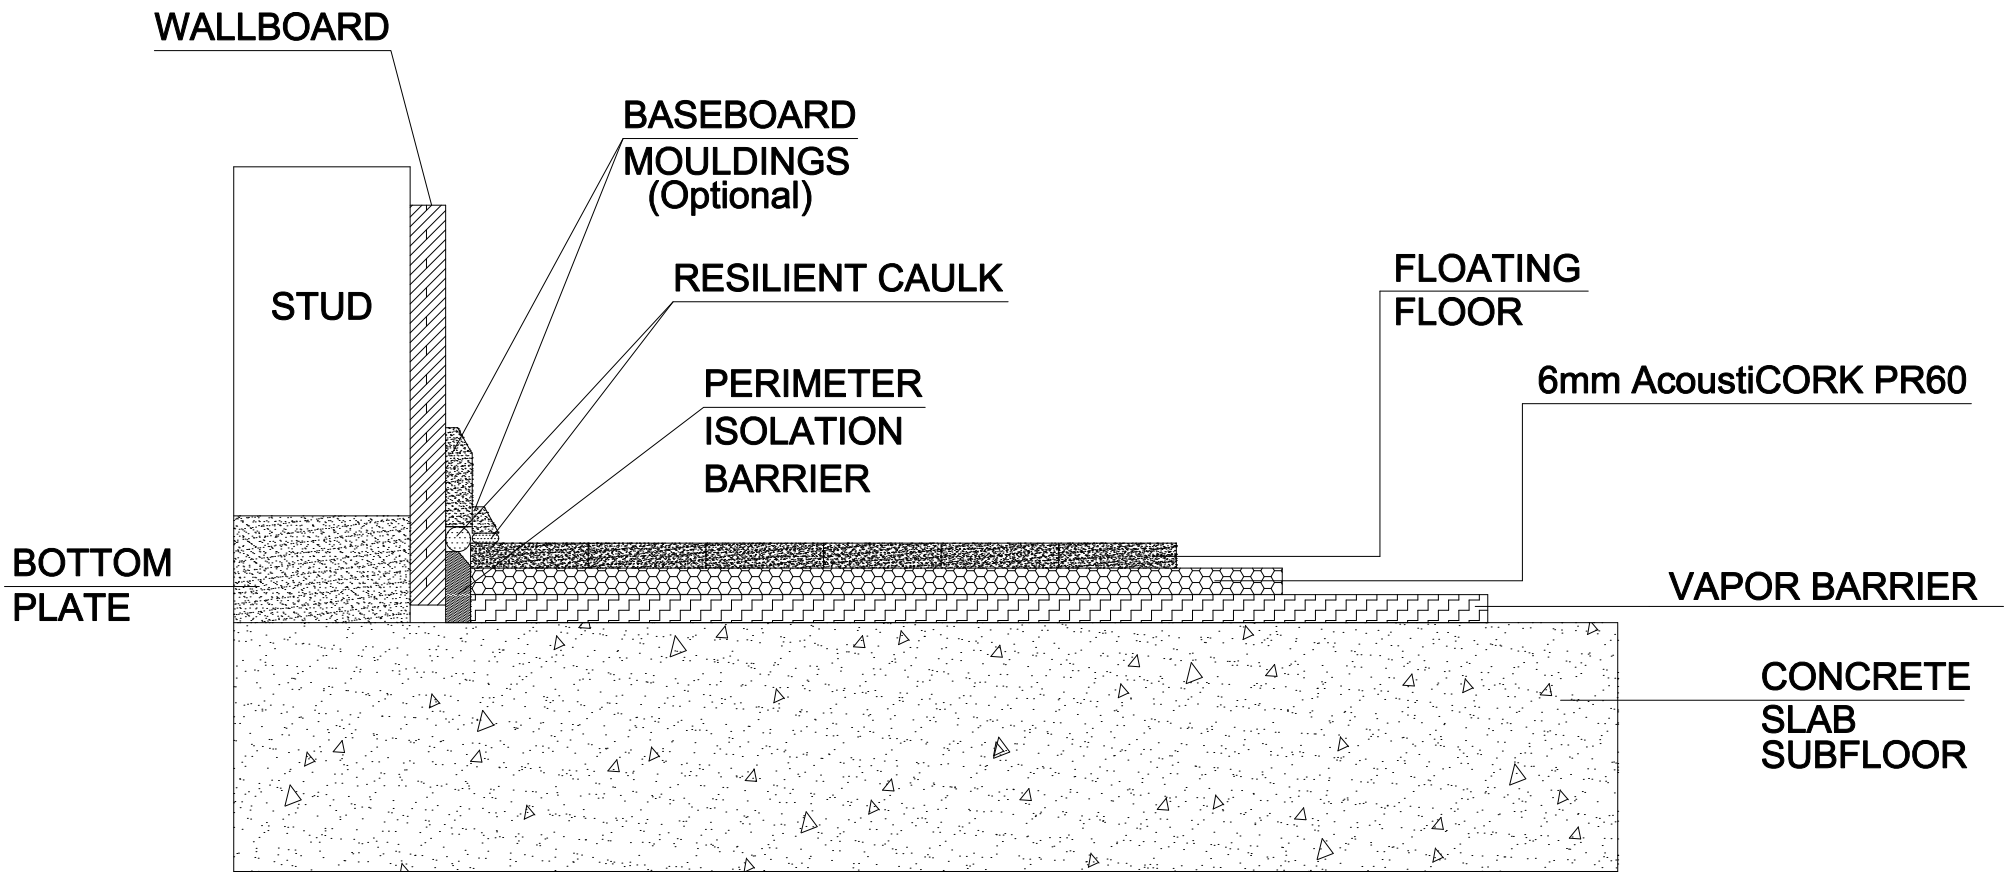 WALLBOARD
BASEBOARD
MOULDINGS
(Optional)
STUD
RESILIENT CAULK
FLOATING
FLOOR
PERIMETER
ISOLATION
BARRIER
6mm AcoustiCORK PR60
BOTTOM
PLATE
VAPOR BARRIER
CONCRETE
SLAB
SUBFLOOR